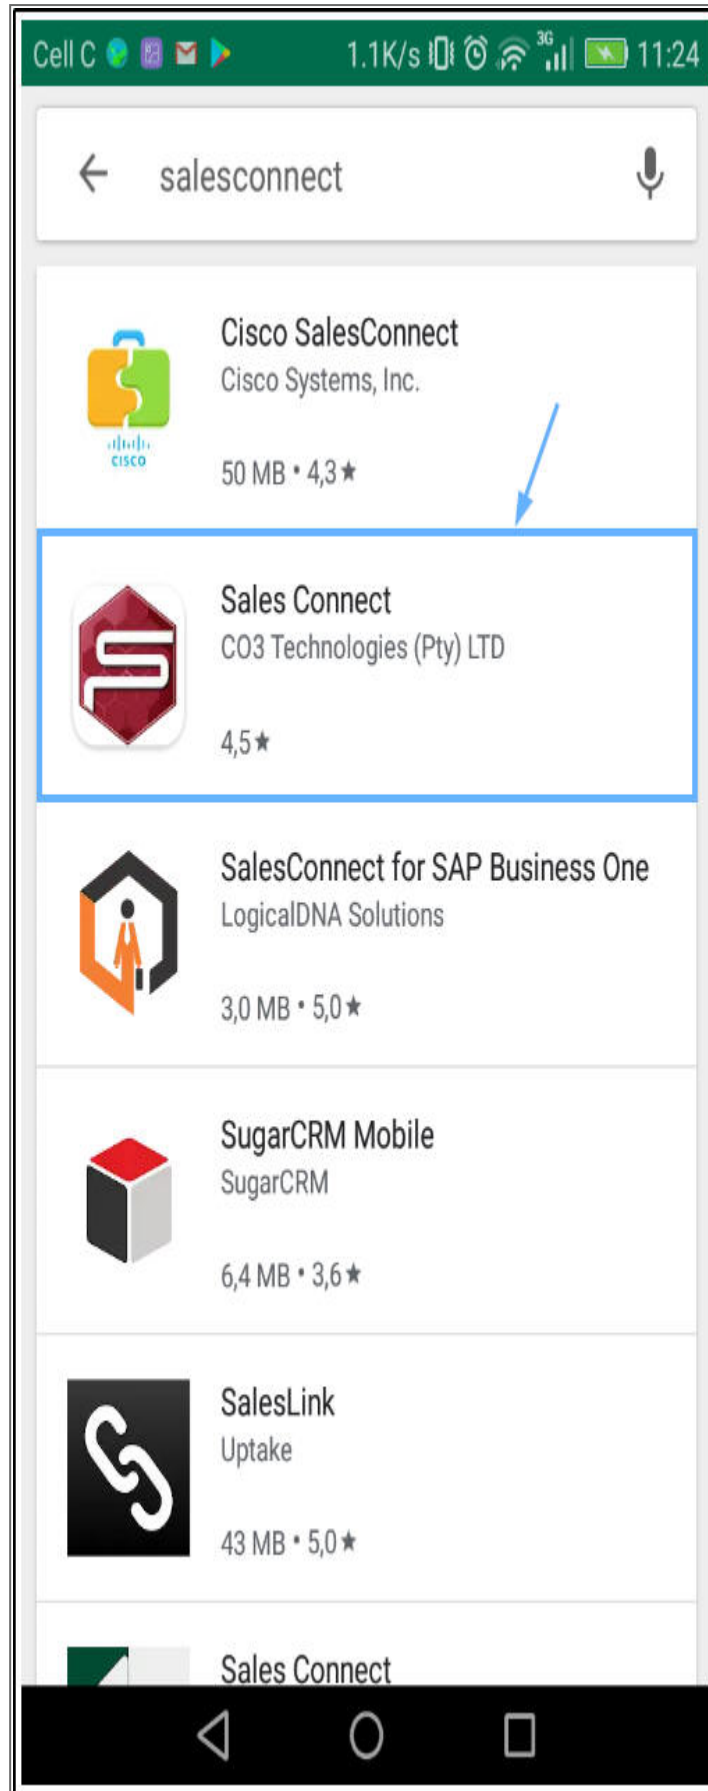 Cell C 1.1K/s 3G 11:24
salesconnect
Cisco SalesConnect
Cisco Systems, Inc.
CISCO
50 MB • 4,3★
Sales Connect
CO3 Technologies (Pty) LTD
4,5★
SalesConnect for SAP Business One
LogicalDNA Solutions
3,0 MB • 5,0★
SugarCRM Mobile
SugarCRM
6,4 MB • 3,6★
SalesLink
Uptake
43 MB • 5,0★
Sales Connect